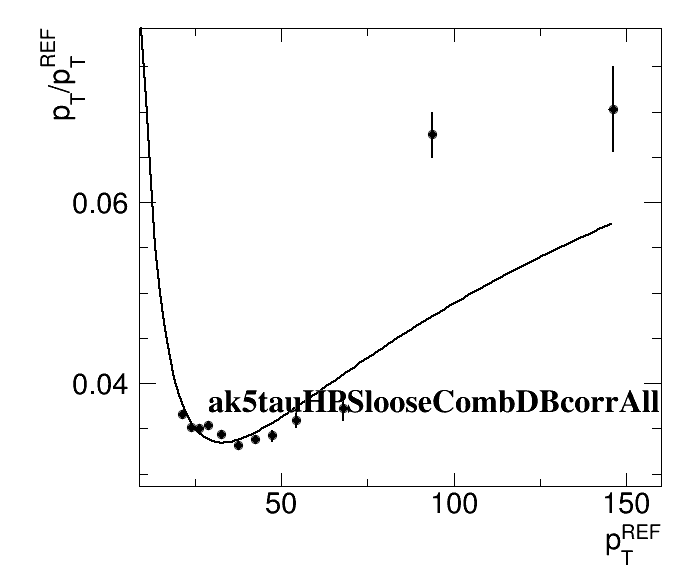 p_T/p_T^REF
0.06
0.04
ak5tauHPSlooseCombDBcorrAll
50 100 150
p_T^REF